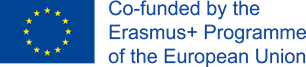 Co-funded by the
Erasmus+ Programme
of the European Union